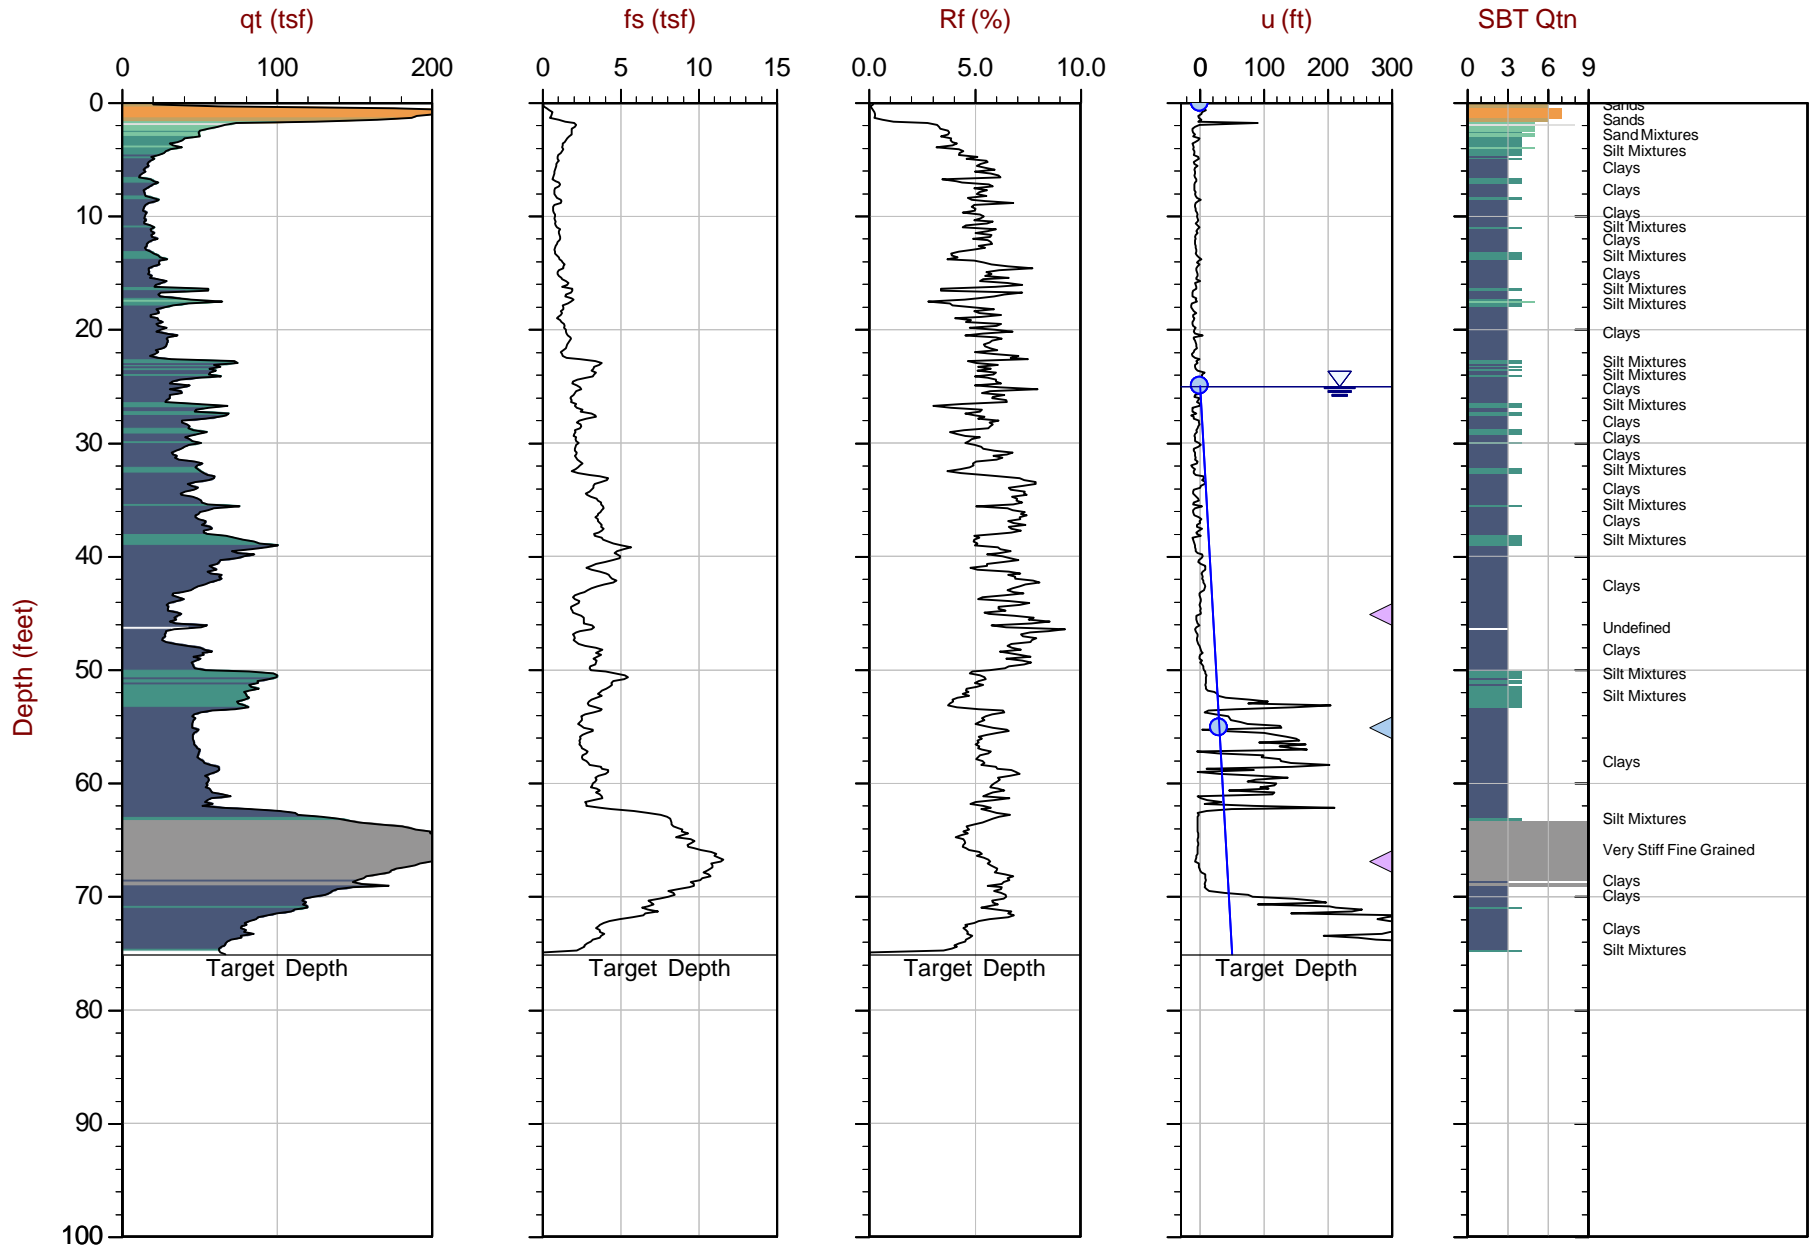 qt (tsf) fs (tsf) Rf (%) u (ft) SBT Qtn
0 100 200 0 5 10 15 0.0 5.0 10.0 0 100 200 300 0 3 6 9
0
10
20
30
40
50
60
70
80
90
100
Depth (feet)
Sands
Sands
Sand Mixtures
Silt Mixtures
Clays
Clays
Clays
Silt Mixtures
Clays
Silt Mixtures
Clays
Silt Mixtures
Silt Mixtures
Clays
Silt Mixtures
Silt Mixtures
Clays
Silt Mixtures
Clays
Clays
Clays
Silt Mixtures
Clays
Silt Mixtures
Clays
Silt Mixtures
Clays
Undefined
Clays
Silt Mixtures
Silt Mixtures
Clays
Silt Mixtures
Very Stiff Fine Grained
Clays
Clays
Clays
Silt Mixtures
Target Depth Target Depth Target Depth Target Depth